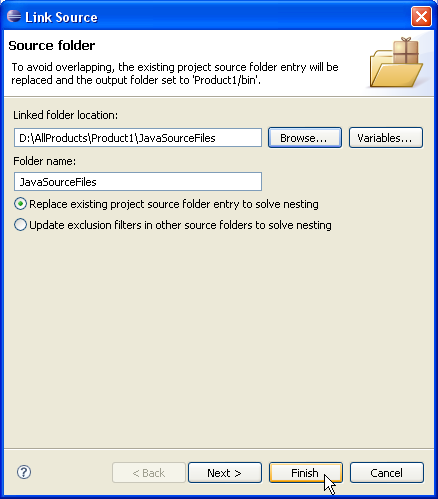 Link Source
Source folder
To avoid overlapping, the existing project source folder entry will be
replaced and the output folder set to 'Product1/bin'.
Linked folder location:
D:\AllProducts\Product1\JavaSourceFiles Browse... Variables...
Folder name:
JavaSourceFiles
Replace existing project source folder entry to solve nesting
Update exclusion filters in other source folders to solve nesting
? < Back Next > Finish Cancel